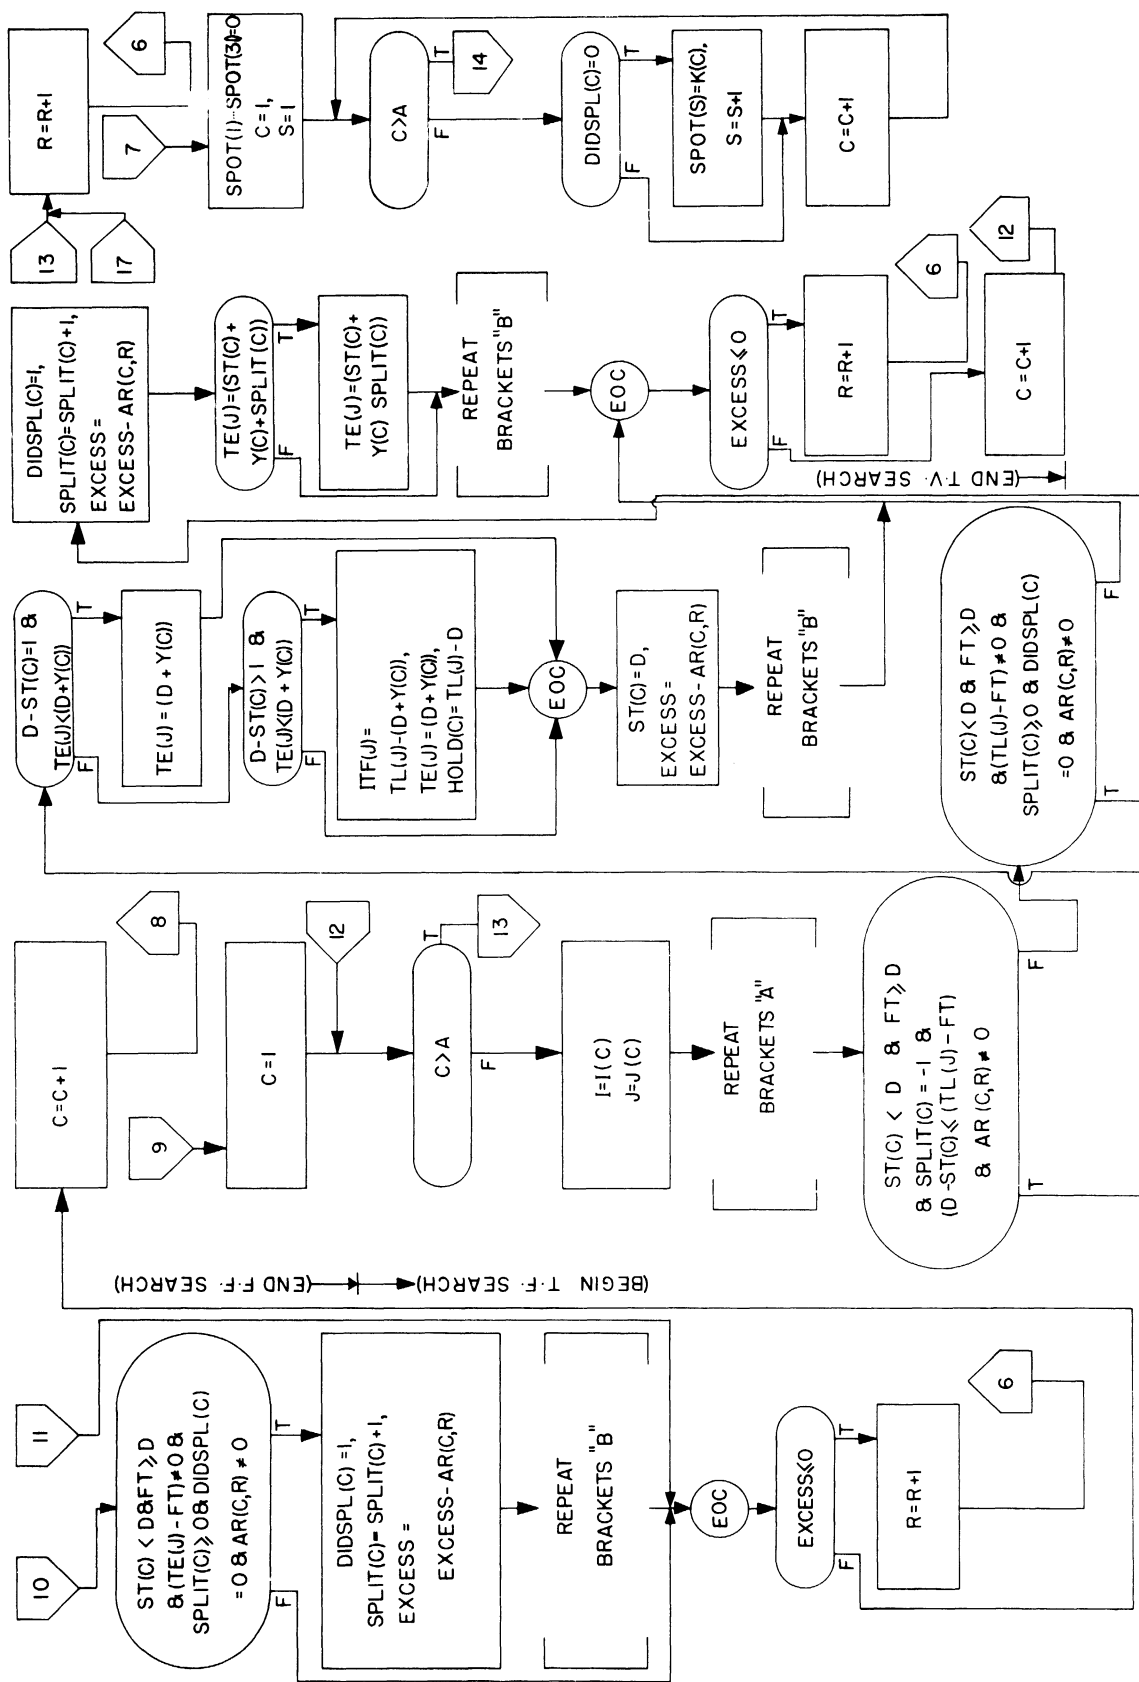 10
11
ST(C) < D & FT ≥ D
& (TE(J)-FT) ≠ 0 &
SPLIT(C) ≥ 0 & DIDSPL(C)
= 0 & AR(C,R) ≠ 0
F
T
DIDSPL(C) = 1,
SPLIT(C) = SPLIT(C) + 1,
EXCESS =
EXCESS - AR(C,R)
REPEAT
BRACKETS "B"
EOC
EXCESS ≤ 0
F
T
R = R + 1
6
(END F.F. SEARCH)
(BEGIN T.F. SEARCH)
C = C + 1
8
9
C = 1
12
C > A
T
F
13
I = I(C)
J = J(C)
REPEAT
BRACKETS "A"
ST(C) < D & FT ≥ D
& SPLIT(C) = -1 &
(D-ST(C) ≤ (TL(J) - FT)
& AR(C,R) ≠ 0
T
F
D-ST(C) = 1 &
TE(J) < (D + Y(C))
F
T
TE(J) = (D + Y(C))
D-ST(C) > 1 &
TE(J) < (D + Y(C))
F
T
ITF(J) =
TL(J) - (D + Y(C)),
TE(J) = (D + Y(C)),
HOLD(C) = TL(J) - D
EOC
ST(C) = D,
EXCESS =
EXCESS - AR(C,R)
REPEAT
BRACKETS "B"
ST(C) < D & FT ≥ D
& (TL(J) - FT) ≠ 0 &
SPLIT(C) ≥ 0 & DIDSPL(C)
= 0 & AR(C,R) ≠ 0
T
F
DIDSPL(C) = 1,
SPLIT(C) = SPLIT(C) + 1,
EXCESS =
EXCESS - AR(C,R)
TE(J) = (ST(C) +
Y(C) + SPLIT(C))
F
T
TE(J) = (ST(C) +
Y(C) SPLIT(C))
REPEAT
BRACKETS "B"
EOC
EXCESS ≤ 0
F
T
R = R + 1
6
C = C + 1
12
(END T.V. SEARCH)
13
17
R = R + 1
6
7
SPOT(1)...SPOT(3)=0
C = 1,
S = 1
C > A
T
F
14
DIDSPL(C) = 0
F
T
SPOT(S) = K(C),
S = S + 1
C = C + 1